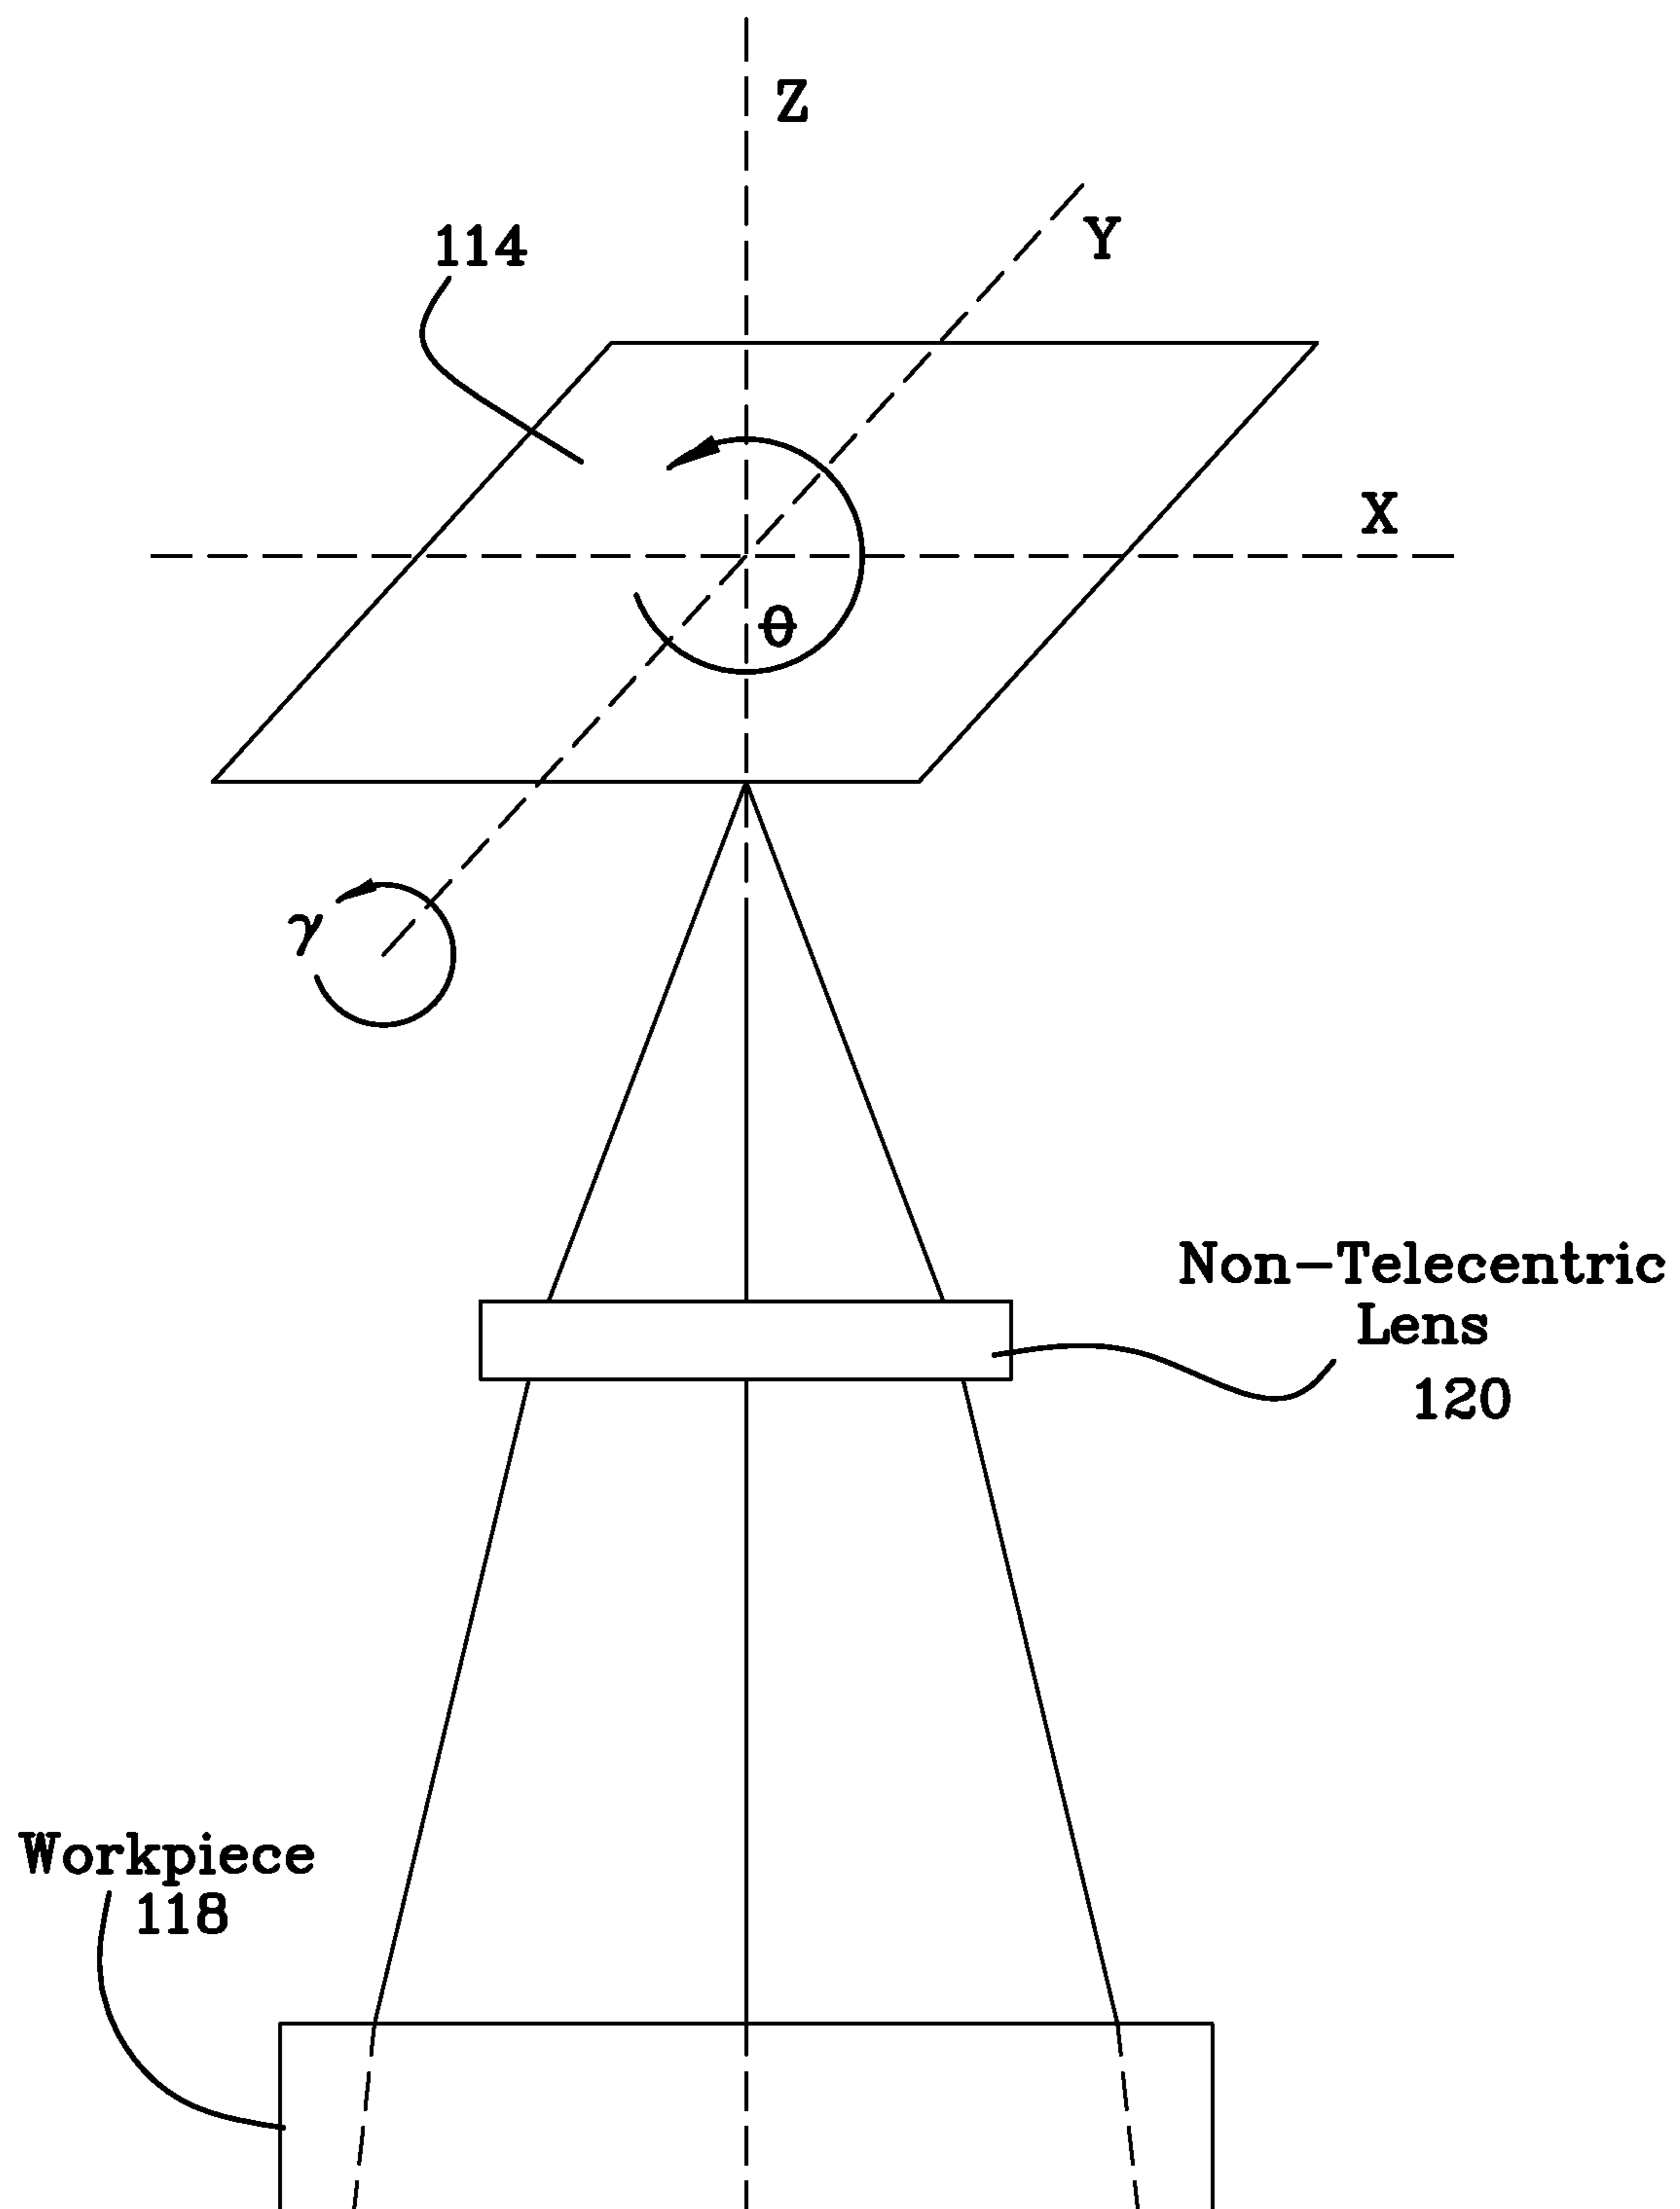 Z
Y
114
X
θ
γ
Non-Telecentric
Lens
120
Workpiece
118